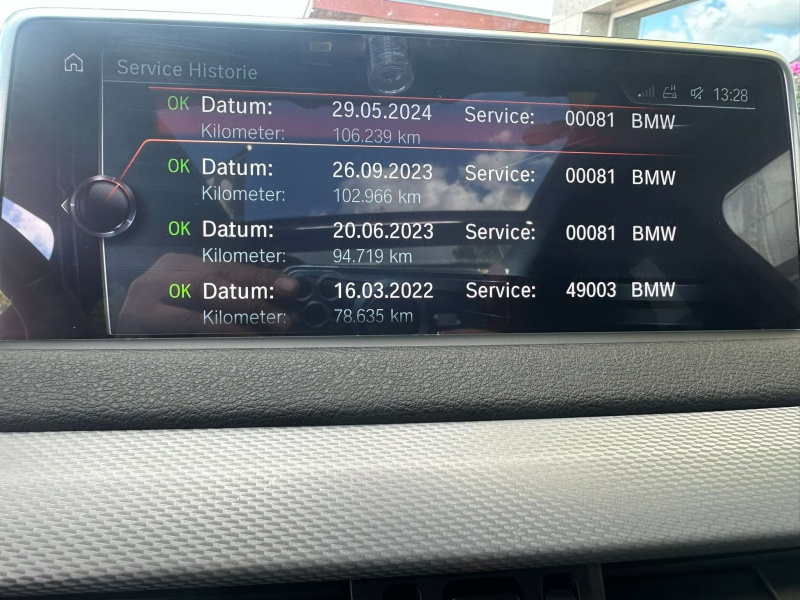 Service Historie
13:28
OK Datum: 29.05.2024 Service: 00081 BMW
Kilometer: 106.239 km
OK Datum: 26.09.2023 Service: 00081 BMW
Kilometer: 102.966 km
OK Datum: 20.06.2023 Service: 00081 BMW
Kilometer: 94.719 km
OK Datum: 16.03.2022 Service: 49003 BMW
Kilometer: 78.635 km